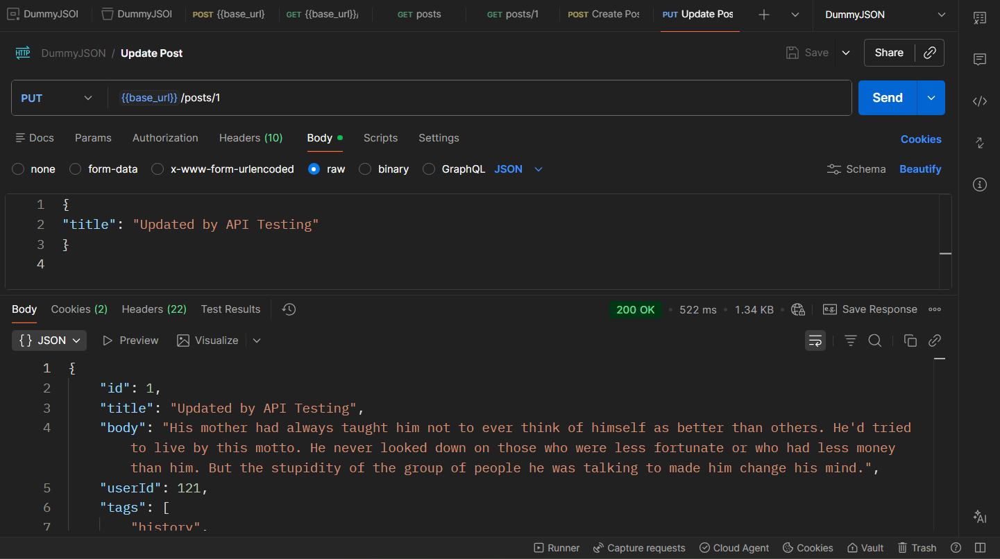 DummyJSOI DummyJSOI POST {{base_url} GET {{base_url}}/ GET posts GET posts/1 POST Create Pos PUT Update Pos DummyJSON
HTTP DummyJSON / Update Post Save Share
PUT {{base_url}} /posts/1 Send
Docs Params Authorization Headers (10) Body Scripts Settings Cookies
none form-data x-www-form-urlencoded raw binary GraphQL JSON Schema Beautify
1 {
2 "title": "Updated by API Testing"
3 }
4
Body Cookies (2) Headers (22) Test Results 200 OK • 522 ms • 1.34 KB • e.g. Save Response
{} JSON Preview Visualize
1 {
2 "id": 1,
3 "title": "Updated by API Testing",
4 "body": "His mother had always taught him not to ever think of himself as better than others. He'd tried
to live by this motto. He never looked down on those who were less fortunate or who had less money
than him. But the stupidity of the group of people he was talking to made him change his mind.",
5 "userId": 121,
6 "tags": [
7 "history",
AI
Runner Capture requests Cloud Agent Cookies Vault Trash